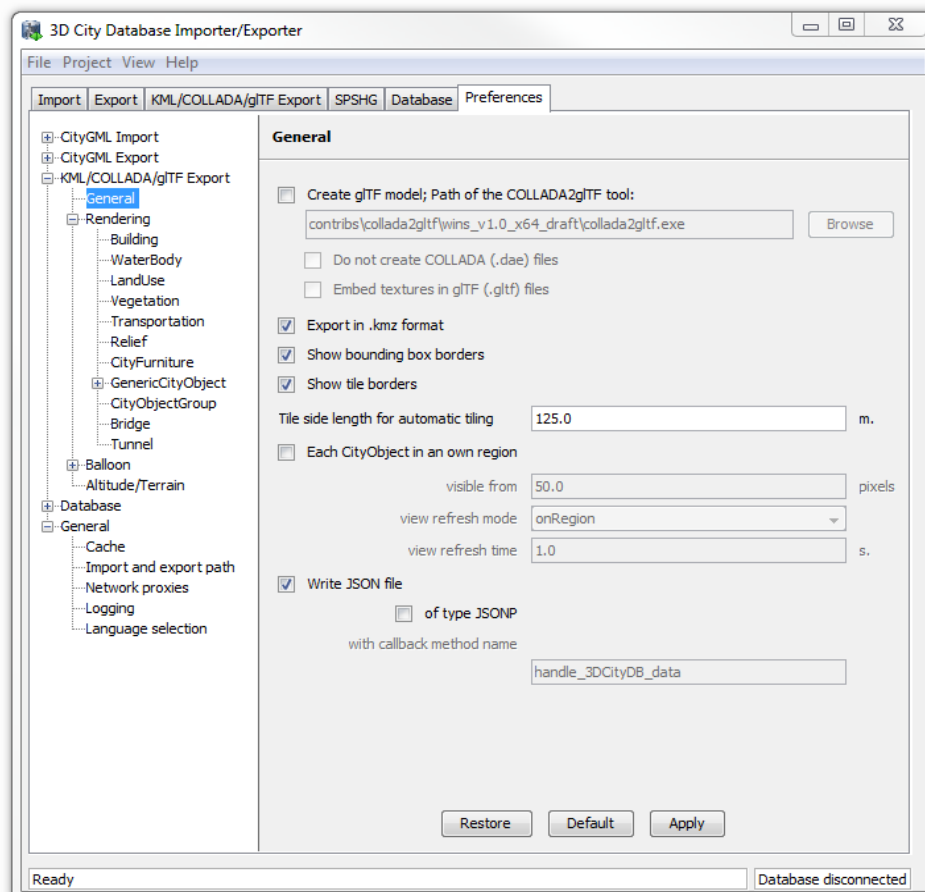 3D City Database Importer/Exporter
File Project View Help
Import Export KML/COLLADA/glTF Export SPSHG Database Preferences
CityGML Import
CityGML Export
KML/COLLADA/glTF Export
General
Rendering
Building
WaterBody
LandUse
Vegetation
Transportation
Relief
CityFurniture
GenericCityObject
CityObjectGroup
Bridge
Tunnel
Balloon
Altitude/Terrain
Database
General
Cache
Import and export path
Network proxies
Logging
Language selection
General
Create glTF model; Path of the COLLADA2glTF tool:
contribs\collada2gltf\wins_v1.0_x64_draft\collada2gltf.exe Browse
Do not create COLLADA (.dae) files
Embed textures in glTF (.gltf) files
Export in .kmz format
Show bounding box borders
Show tile borders
Tile side length for automatic tiling 125.0 m.
Each CityObject in an own region
visible from 50.0 pixels
view refresh mode onRegion
view refresh time 1.0 s.
Write JSON file
of type JSONP
with callback method name
handle_3DCityDB_data
Restore Default Apply
Ready Database disconnected